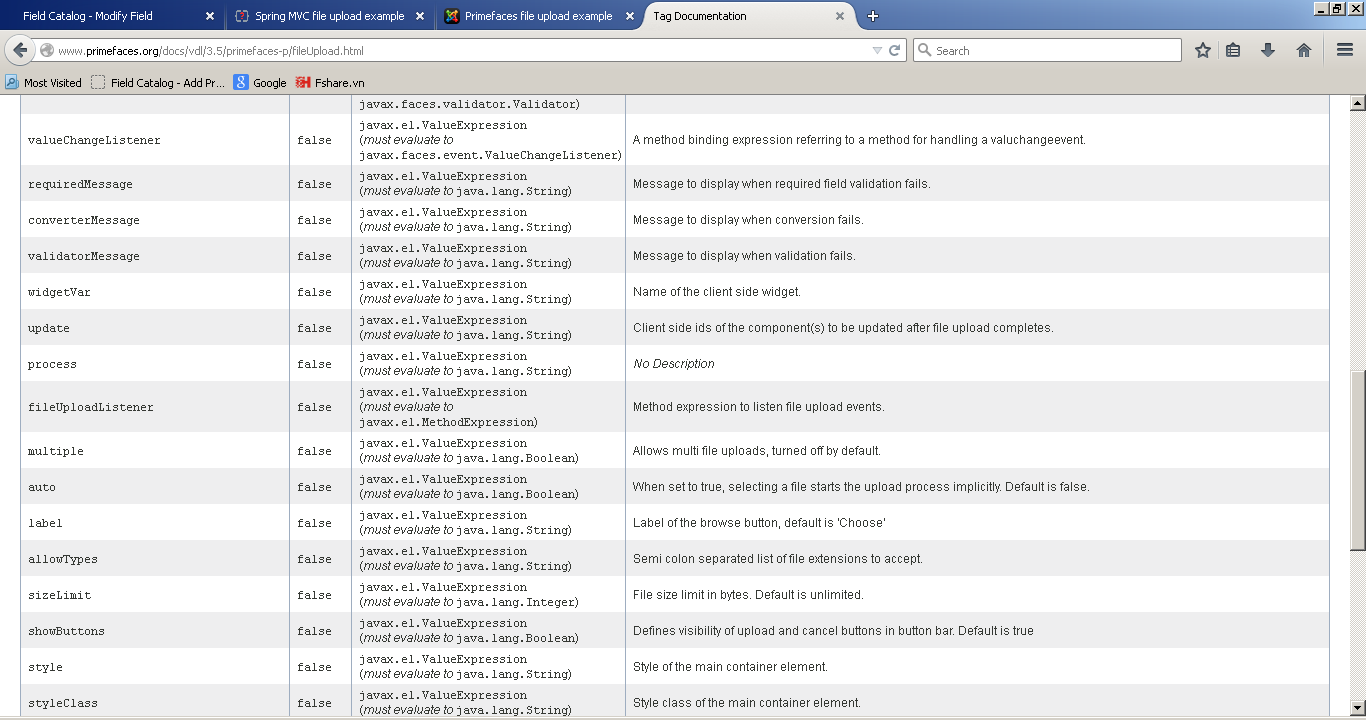 Field Catalog - Modify Field
Spring MVC file upload example
Primefaces file upload example
Tag Documentation
www.primefaces.org/docs/vdl/3.5/primefaces-p/fileUpload.html
Search
Most Visited
Field Catalog - Add Pr...
Google
Fshare.vn
javax.faces.validator.Validator)
valueChangeListener false javax.el.ValueExpression
(must evaluate to
javax.faces.event.ValueChangeListener)
A method binding expression referring to a method for handling a valuchangeevent.
requiredMessage false javax.el.ValueExpression
(must evaluate to java.lang.String)
Message to display when required field validation fails.
converterMessage false javax.el.ValueExpression
(must evaluate to java.lang.String)
Message to display when conversion fails.
validatorMessage false javax.el.ValueExpression
(must evaluate to java.lang.String)
Message to display when validation fails.
widgetVar false javax.el.ValueExpression
(must evaluate to java.lang.String)
Name of the client side widget.
update false javax.el.ValueExpression
(must evaluate to java.lang.String)
Client side ids of the component(s) to be updated after file upload completes.
process false javax.el.ValueExpression
(must evaluate to java.lang.String)
No Description
fileUploadListener false javax.el.ValueExpression
(must evaluate to
javax.el.MethodExpression)
Method expression to listen file upload events.
multiple false javax.el.ValueExpression
(must evaluate to java.lang.Boolean)
Allows multi file uploads, turned off by default.
auto false javax.el.ValueExpression
(must evaluate to java.lang.Boolean)
When set to true, selecting a file starts the upload process implicitly. Default is false.
label false javax.el.ValueExpression
(must evaluate to java.lang.String)
Label of the browse button, default is 'Choose'
allowTypes false javax.el.ValueExpression
(must evaluate to java.lang.String)
Semi colon separated list of file extensions to accept.
sizeLimit false javax.el.ValueExpression
(must evaluate to java.lang.Integer)
File size limit in bytes. Default is unlimited.
showButtons false javax.el.ValueExpression
(must evaluate to java.lang.Boolean)
Defines visibility of upload and cancel buttons in button bar. Default is true
style false javax.el.ValueExpression
(must evaluate to java.lang.String)
Style of the main container element.
styleClass false javax.el.ValueExpression
(must evaluate to java.lang.String)
Style class of the main container element.